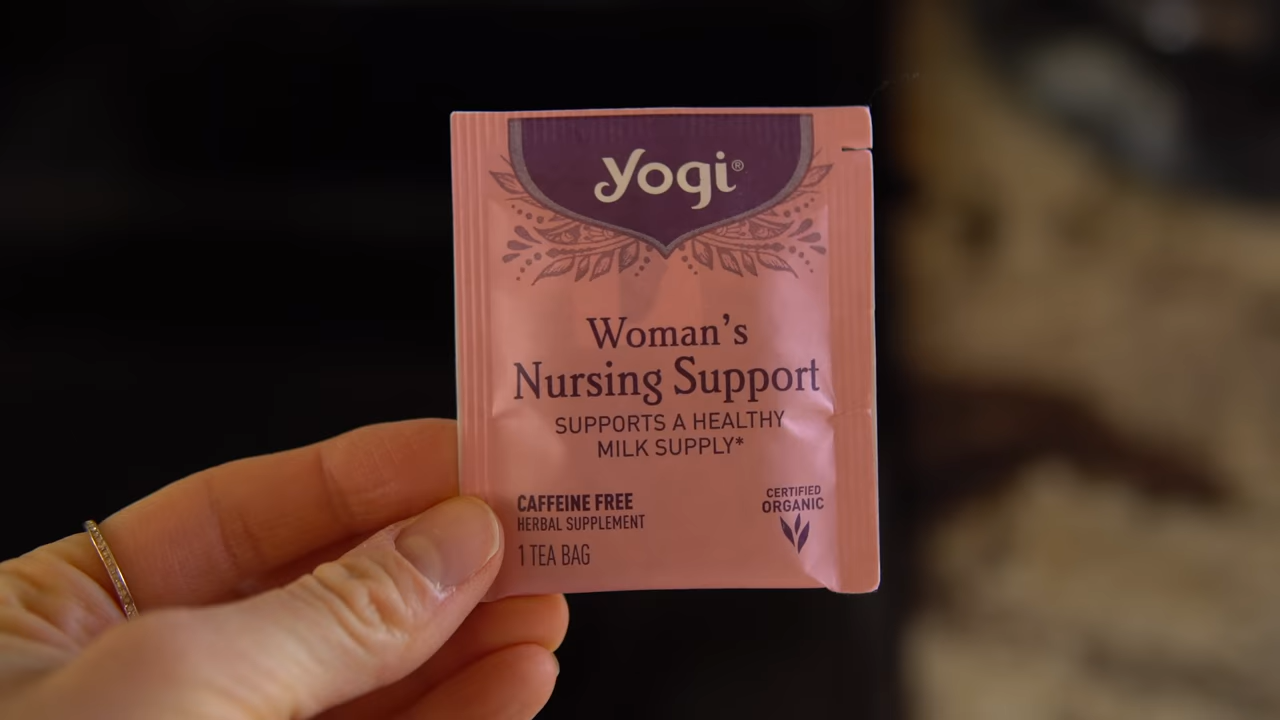 yogi®
Woman's
Nursing Support
SUPPORTS A HEALTHY
MILK SUPPLY*
CAFFEINE FREE
HERBAL SUPPLEMENT
1 TEA BAG
CERTIFIED
ORGANIC